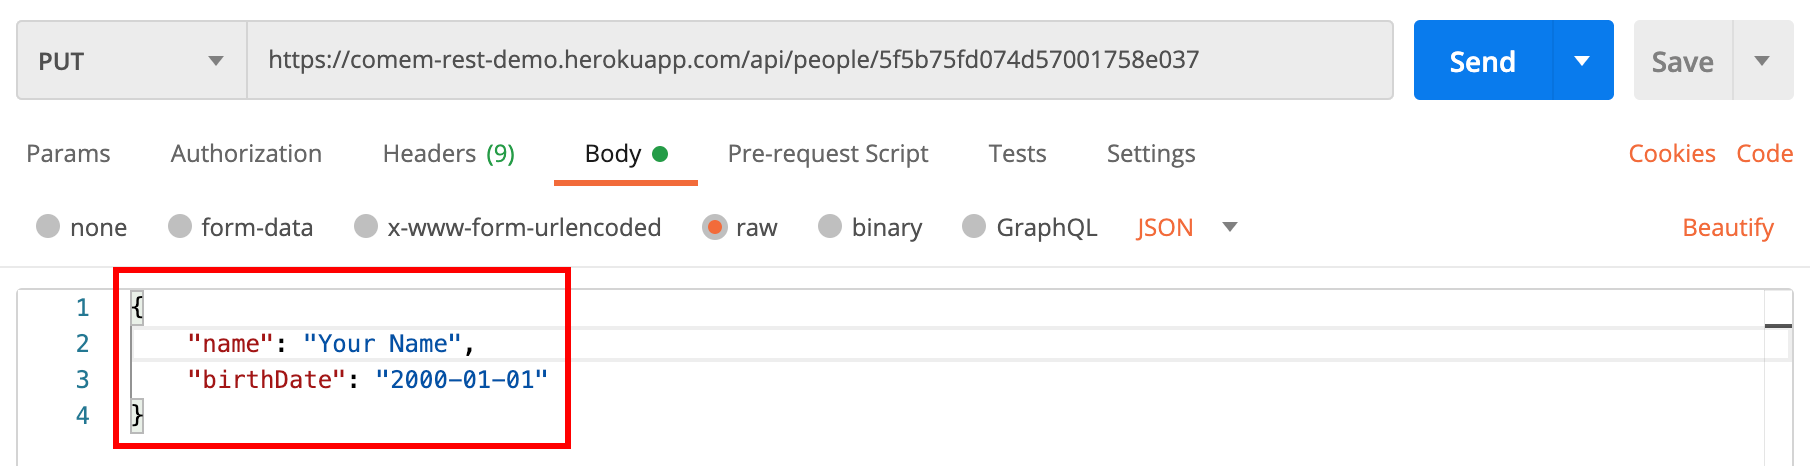 PUT https://comem-rest-demo.herokuapp.com/api/people/5f5b75fd074d57001758e037 Send Save
Params Authorization Headers (9) Body Pre-request Script Tests Settings Cookies Code
none form-data x-www-form-urlencoded raw binary GraphQL JSON Beautify
1 {
2 "name": "Your Name",
3 "birthDate": "2000-01-01"
4 }